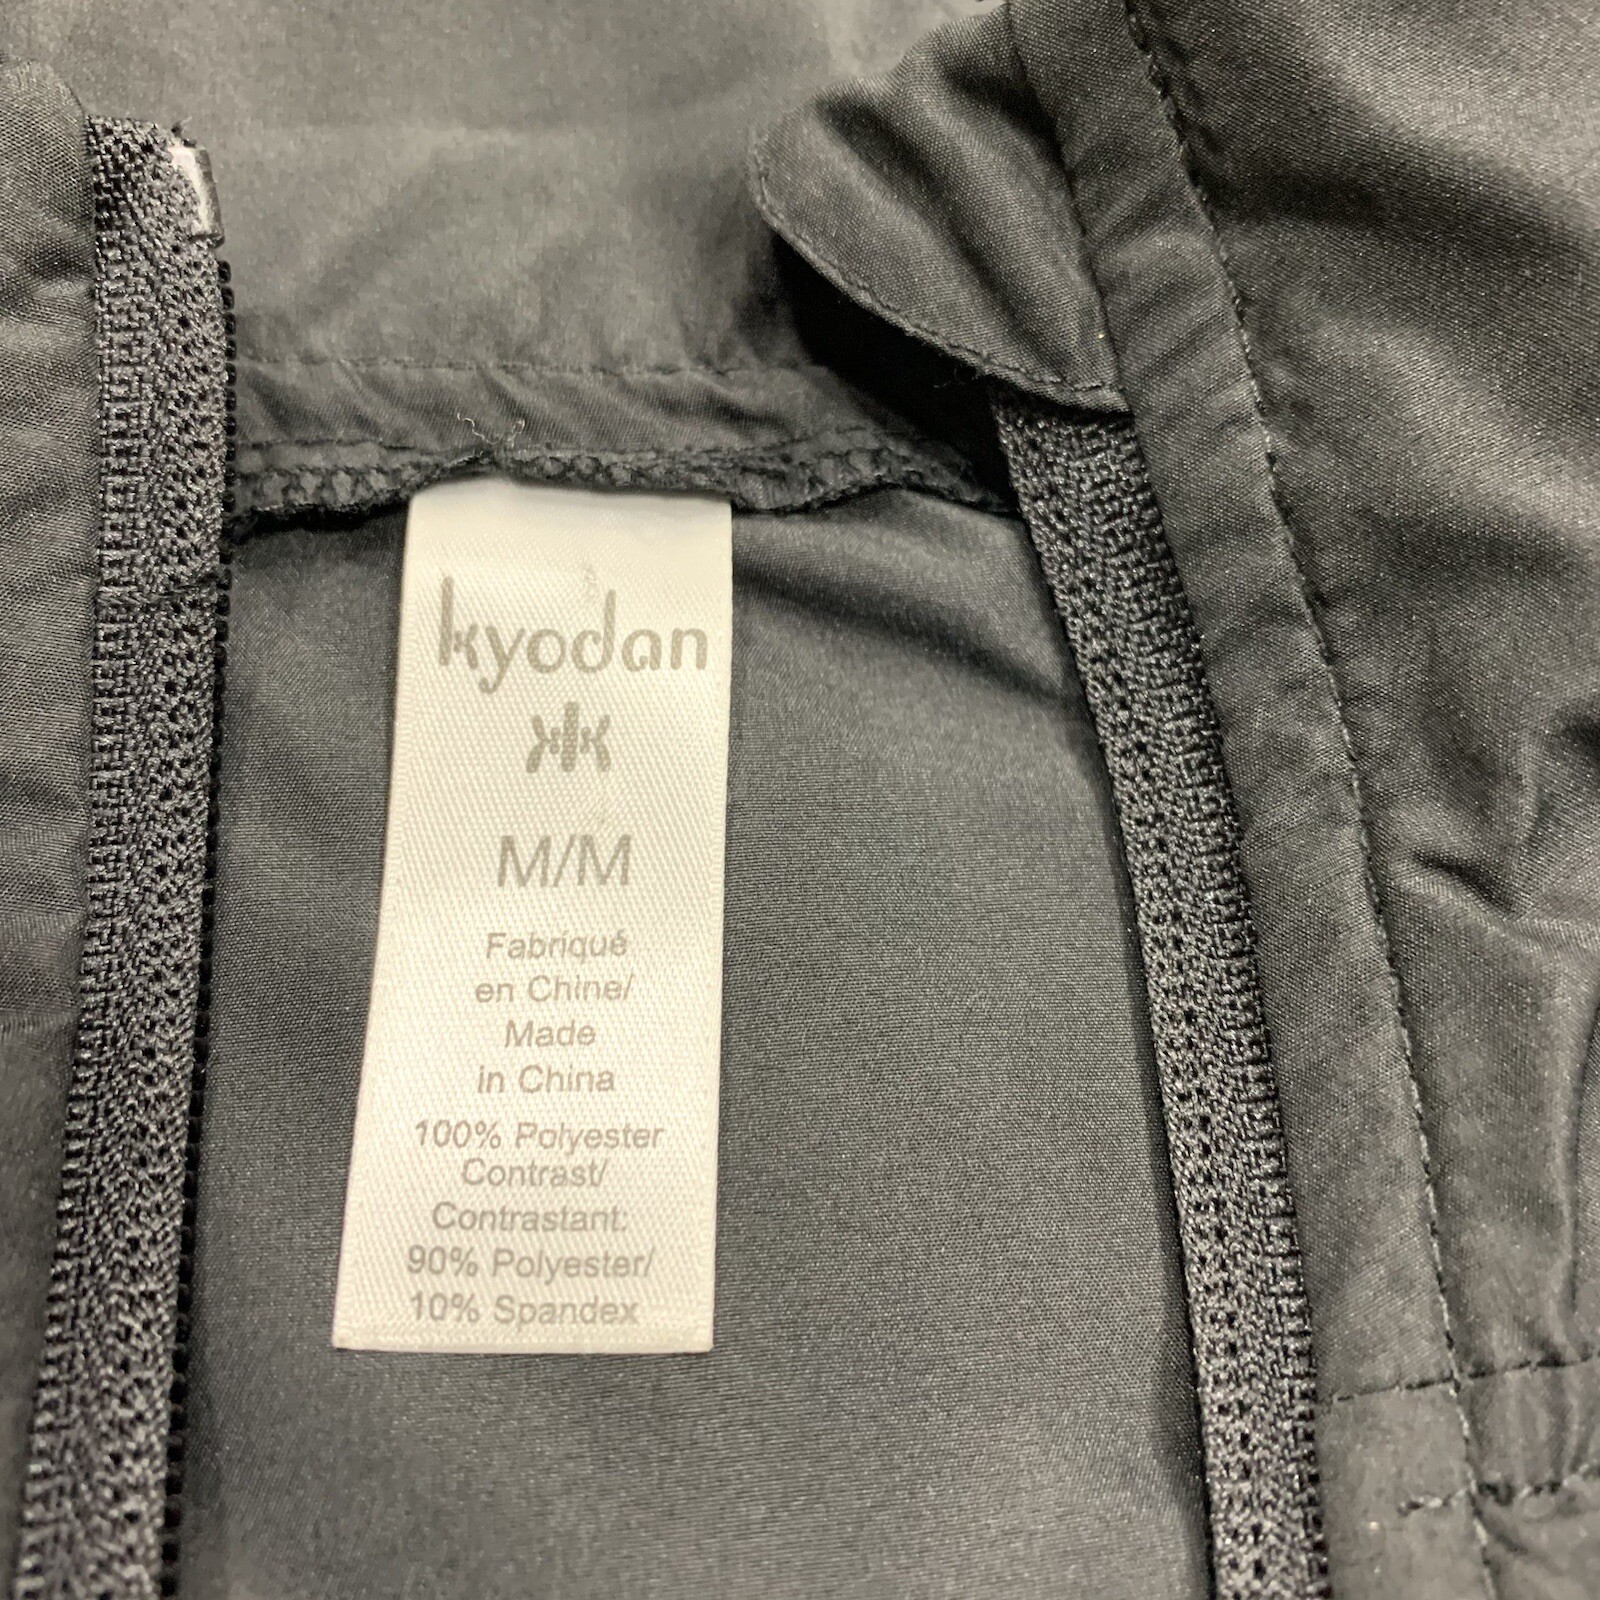 kyodan
M/M
Fabriqué
en Chine/
Made
in China
100% Polyester
Contrast/
Contrastant:
90% Polyester/
10% Spandex